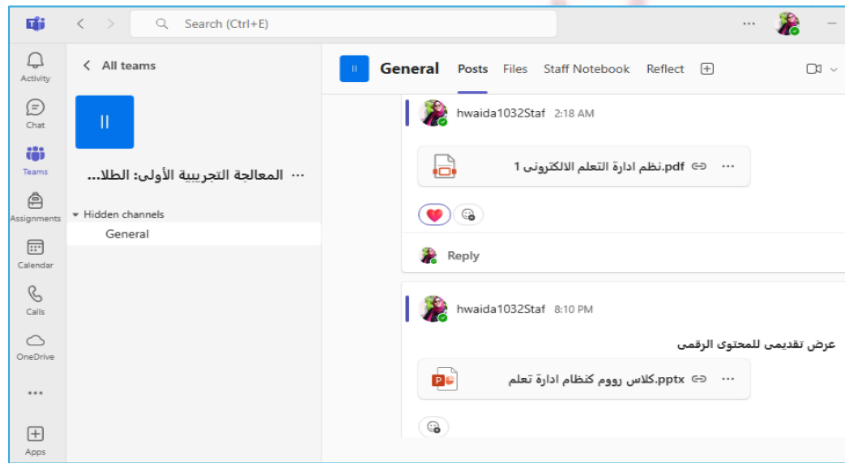 Search (Ctrl+E)
Activity
Chat
Teams
Assignments
Calendar
Calls
OneDrive
Apps
All teams
II
المعالجة التجريبية الأولى: الطلا...
Hidden channels
General
II
General Posts Files Staff Notebook Reflect
hwaida1032Staf 2:18 AM
نظم ادارة التعلم الالكترونى 1.pdf
Reply
hwaida1032Staf 8:10 PM
عرض تقديمى للمحتوى الرقمى
كلاس رووم كنظام ادارة تعلم.pptx